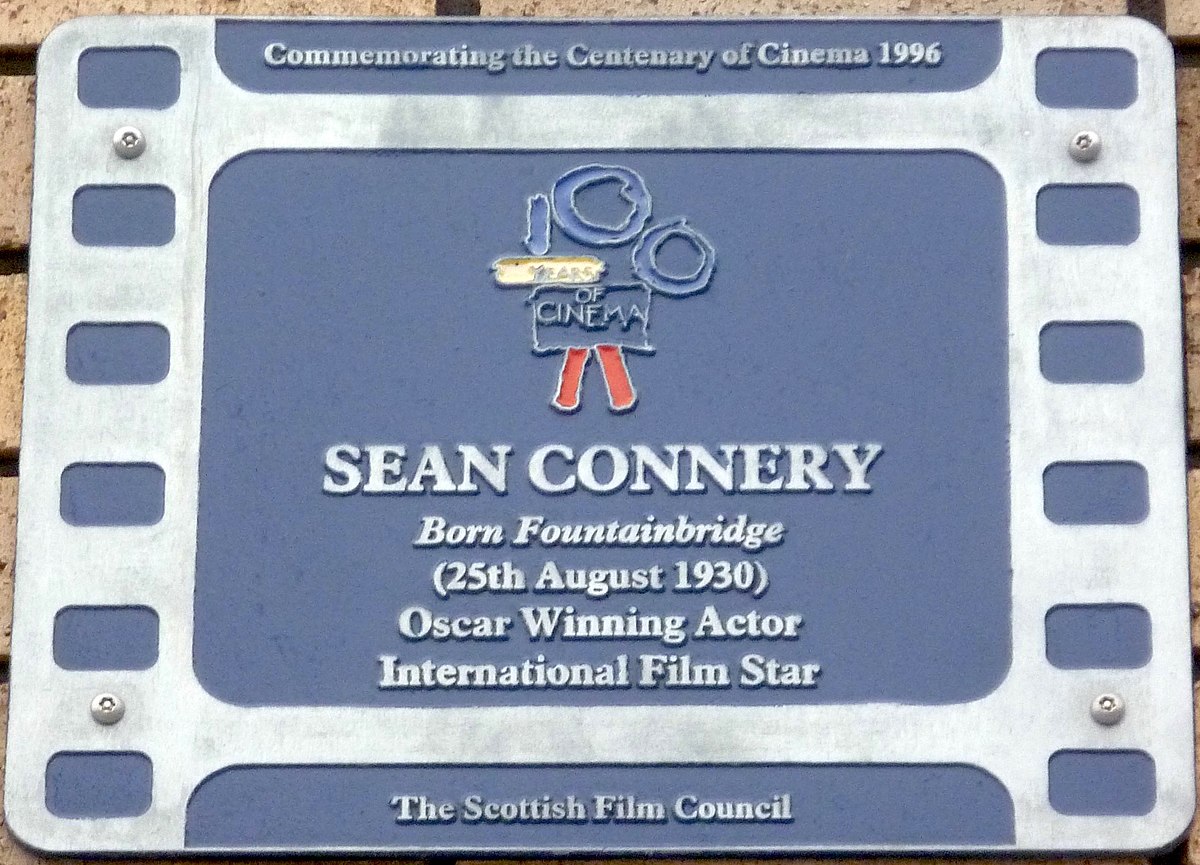 Commemorating the Centenary of Cinema 1996
100
YEARS
OF
CINEMA
SEAN CONNERY
Born Fountainbridge
(25th August 1930)
Oscar Winning Actor
International Film Star
The Scottish Film Council